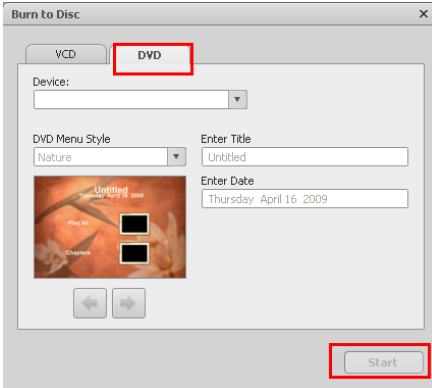 Burn to Disc
VCD DVD
Device:
DVD Menu Style Enter Title
Nature Untitled
Enter Date
Thursday April 16 2009
Untitled
Thursday April 16 2009
Play All
Chapters
Start